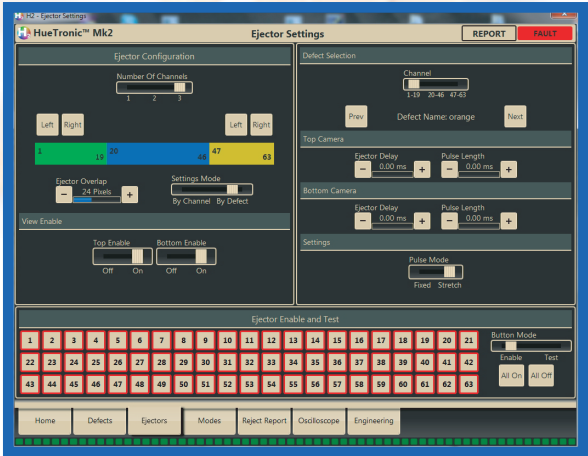 H2 - Ejector Settings
HueTronic™ Mk2
Ejector Settings
REPORT
FAULT
Ejector Configuration
Number Of Channels
1 2 3
Left Right
Left Right
1 19 20 46 47 63
Ejector Overlap
− 24 Pixels +
Settings Mode
By Channel By Defect
View Enable
Top Enable
Off On
Bottom Enable
Off On
Defect Selection
Channel
1-19 20-46 47-63
Prev Defect Name: orange Next
Top Camera
Ejector Delay
− 0.00 ms +
Pulse Length
− 0.00 ms +
Bottom Camera
Ejector Delay
− 0.00 ms +
Pulse Length
− 0.00 ms +
Settings
Pulse Mode
Fixed Stretch
Ejector Enable and Test
1 2 3 4 5 6 7 8 9 10 11 12 13 14 15 16 17 18 19 20 21
22 23 24 25 26 27 28 29 30 31 32 33 34 35 36 37 38 39 40 41 42
43 44 45 46 47 48 49 50 51 52 53 54 55 56 57 58 59 60 61 62 63
Button Mode
Enable Test
All On All Off
Home Defects Ejectors Modes Reject Report Oscilloscope Engineering